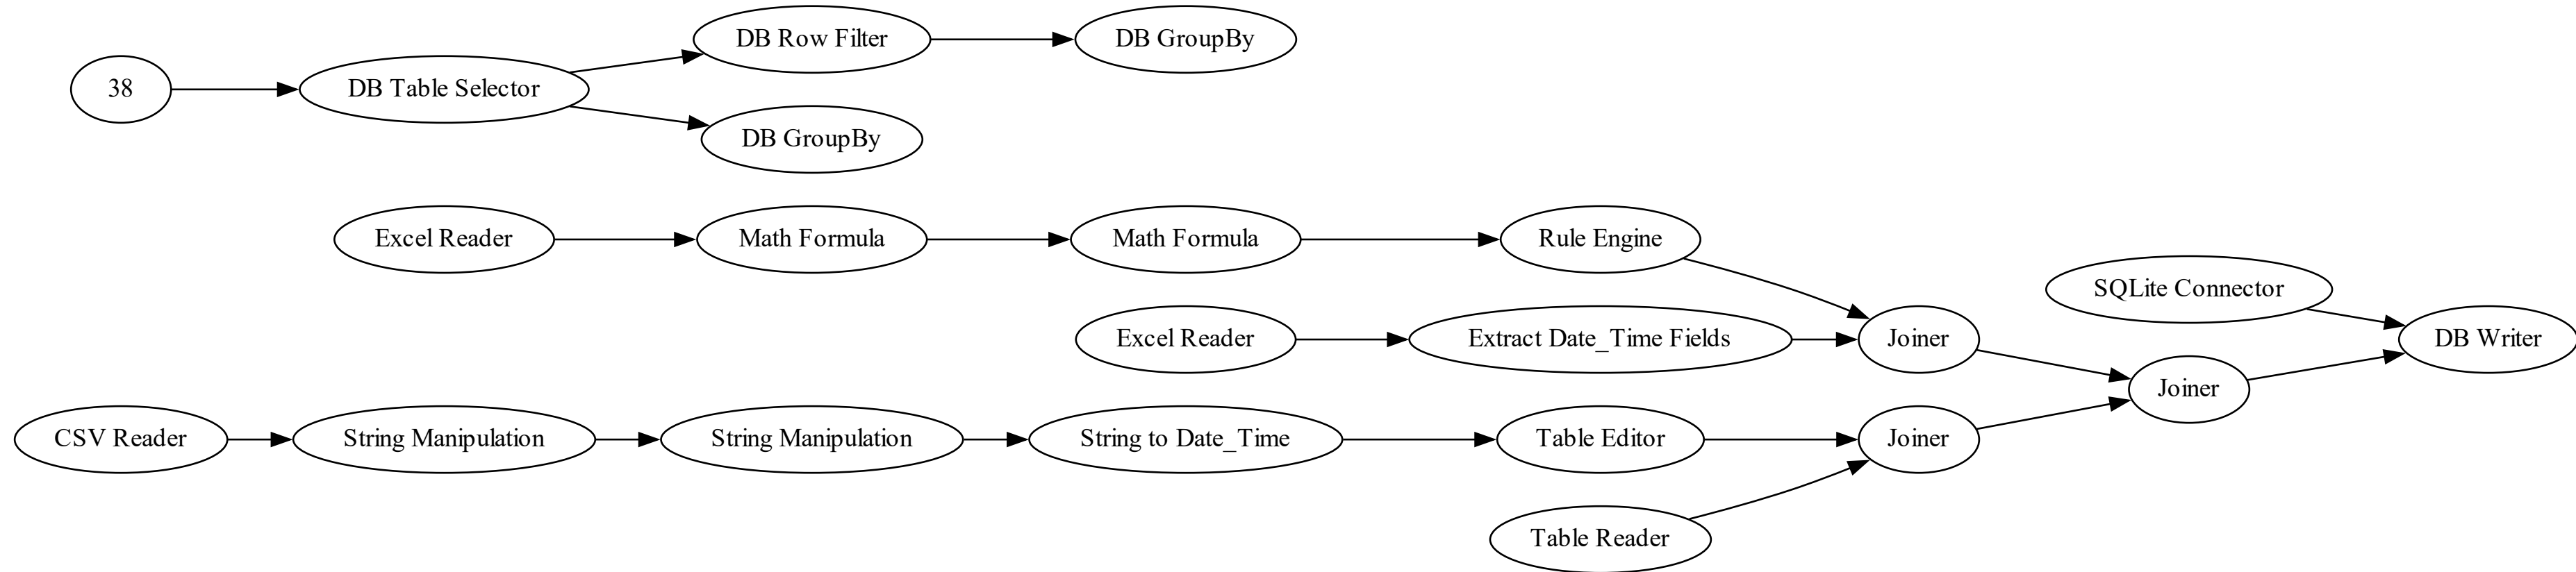 DB Row Filter
DB GroupBy
38
DB Table Selector
DB GroupBy
Excel Reader
Math Formula
Math Formula
Rule Engine
SQLite Connector
Excel Reader
Extract Date_Time Fields
Joiner
DB Writer
Joiner
CSV Reader
String Manipulation
String Manipulation
String to Date_Time
Table Editor
Joiner
Table Reader